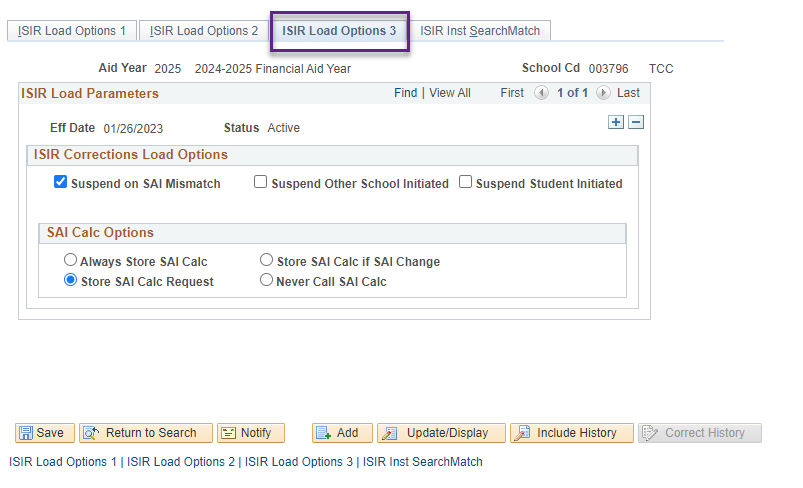 ISIR Load Options 1 ISIR Load Options 2 ISIR Load Options 3 ISIR Inst SearchMatch
Aid Year 2025 2024-2025 Financial Aid Year School Cd 003796 TCC
ISIR Load Parameters Find | View All First 1 of 1 Last
Eff Date 01/26/2023 Status Active
ISIR Corrections Load Options
Suspend on SAI Mismatch Suspend Other School Initiated Suspend Student Initiated
SAI Calc Options
Always Store SAI Calc Store SAI Calc if SAI Change
Store SAI Calc Request Never Call SAI Calc
Save Return to Search Notify Add Update/Display Include History Correct History
ISIR Load Options 1 | ISIR Load Options 2 | ISIR Load Options 3 | ISIR Inst SearchMatch